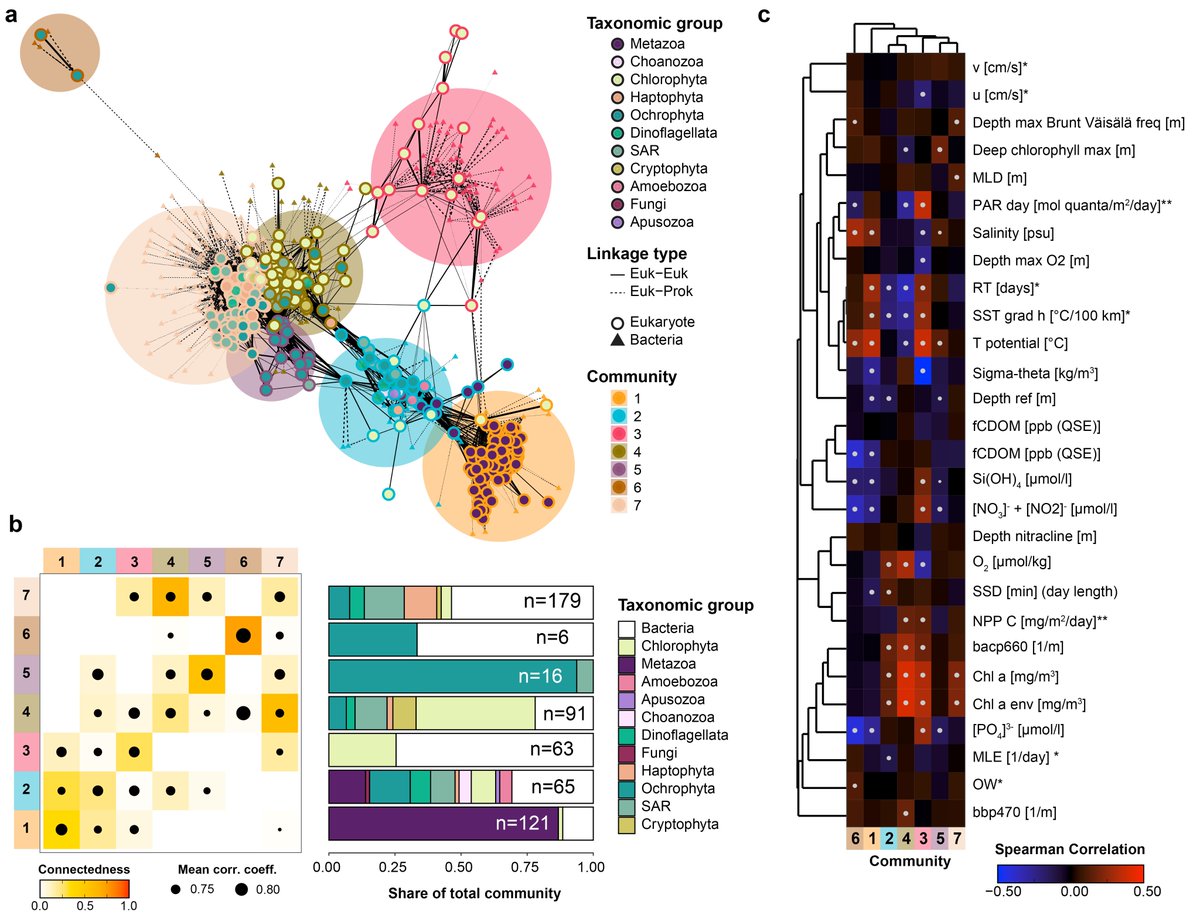 a
Taxonomic group
Metazoa
Choanozoa
Chlorophyta
Haptophyta
Ochrophyta
Dinoflagellata
SAR
Cryptophyta
Amoebozoa
Fungi
Apusozoa
Linkage type
Euk−Euk
Euk−Prok
Eukaryote
Bacteria
Community
1
2
3
4
5
6
7
b
1 2 3 4 5 6 7
7
6
5
4
3
2
1
Connectedness
0.0 0.5 1.0
Mean corr. coeff.
0.75 0.80
n=179
n=6
n=16
n=91
n=63
n=65
n=121
0.00 0.25 0.50 0.75 1.00
Share of total community
Taxonomic group
Bacteria
Chlorophyta
Metazoa
Amoebozoa
Apusozoa
Choanozoa
Dinoflagellata
Fungi
Haptophyta
Ochrophyta
SAR
Cryptophyta
c
v [cm/s]*
u [cm/s]*
Depth max Brunt Väisälä freq [m]
Deep chlorophyll max [m]
MLD [m]
PAR day [mol quanta/m²/day]**
Salinity [psu]
Depth max O2 [m]
RT [days]*
SST grad h [°C/100 km]*
T potential [°C]
Sigma-theta [kg/m³]
Depth ref [m]
fCDOM [ppb (QSE)]
fCDOM [ppb (QSE)]
Si(OH)₄ [µmol/l]
[NO₃]⁻ + [NO2]⁻ [µmol/l]
Depth nitracline [m]
O₂ [µmol/kg]
SSD [min] (day length)
NPP C [mg/m²/day]**
bacp660 [1/m]
Chl a [mg/m³]
Chl a env [mg/m³]
[PO₄]³⁻ [µmol/l]
MLE [1/day] *
OW*
bbp470 [1/m]
6 1 2 4 3 5 7
Community
Spearman Correlation
−0.50 0.00 0.50